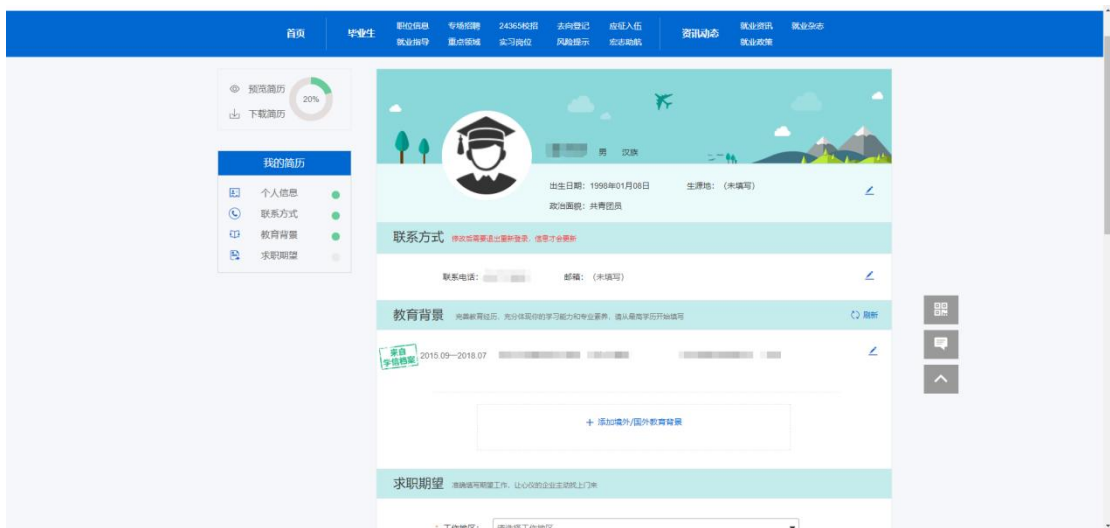 首页
毕业生
职位信息 专场招聘 24365校招 去向登记 应征入伍
就业指导 重点领域 实习岗位 风险提示 宏志助航
资讯动态
就业资讯 就业杂志
就业政策
预览简历
20%
下载简历
我的简历
个人信息
联系方式
教育背景
求职期望
男 汉族
出生日期：1998年01月08日 生源地：（未填写）
政治面貌：共青团员
联系方式 修改后需要退出重新登录，信息才会更新
联系电话： 邮箱：（未填写）
教育背景 完善教育经历，充分体现你的学习能力和专业素养，请从最高学历开始填写 刷新
来自
学信档案 2015.09—2018.07
+ 添加境外/国外教育背景
求职期望 准确填写期望工作，让心仪的企业主动找上门来
* 工作地区： 请选择工作地区